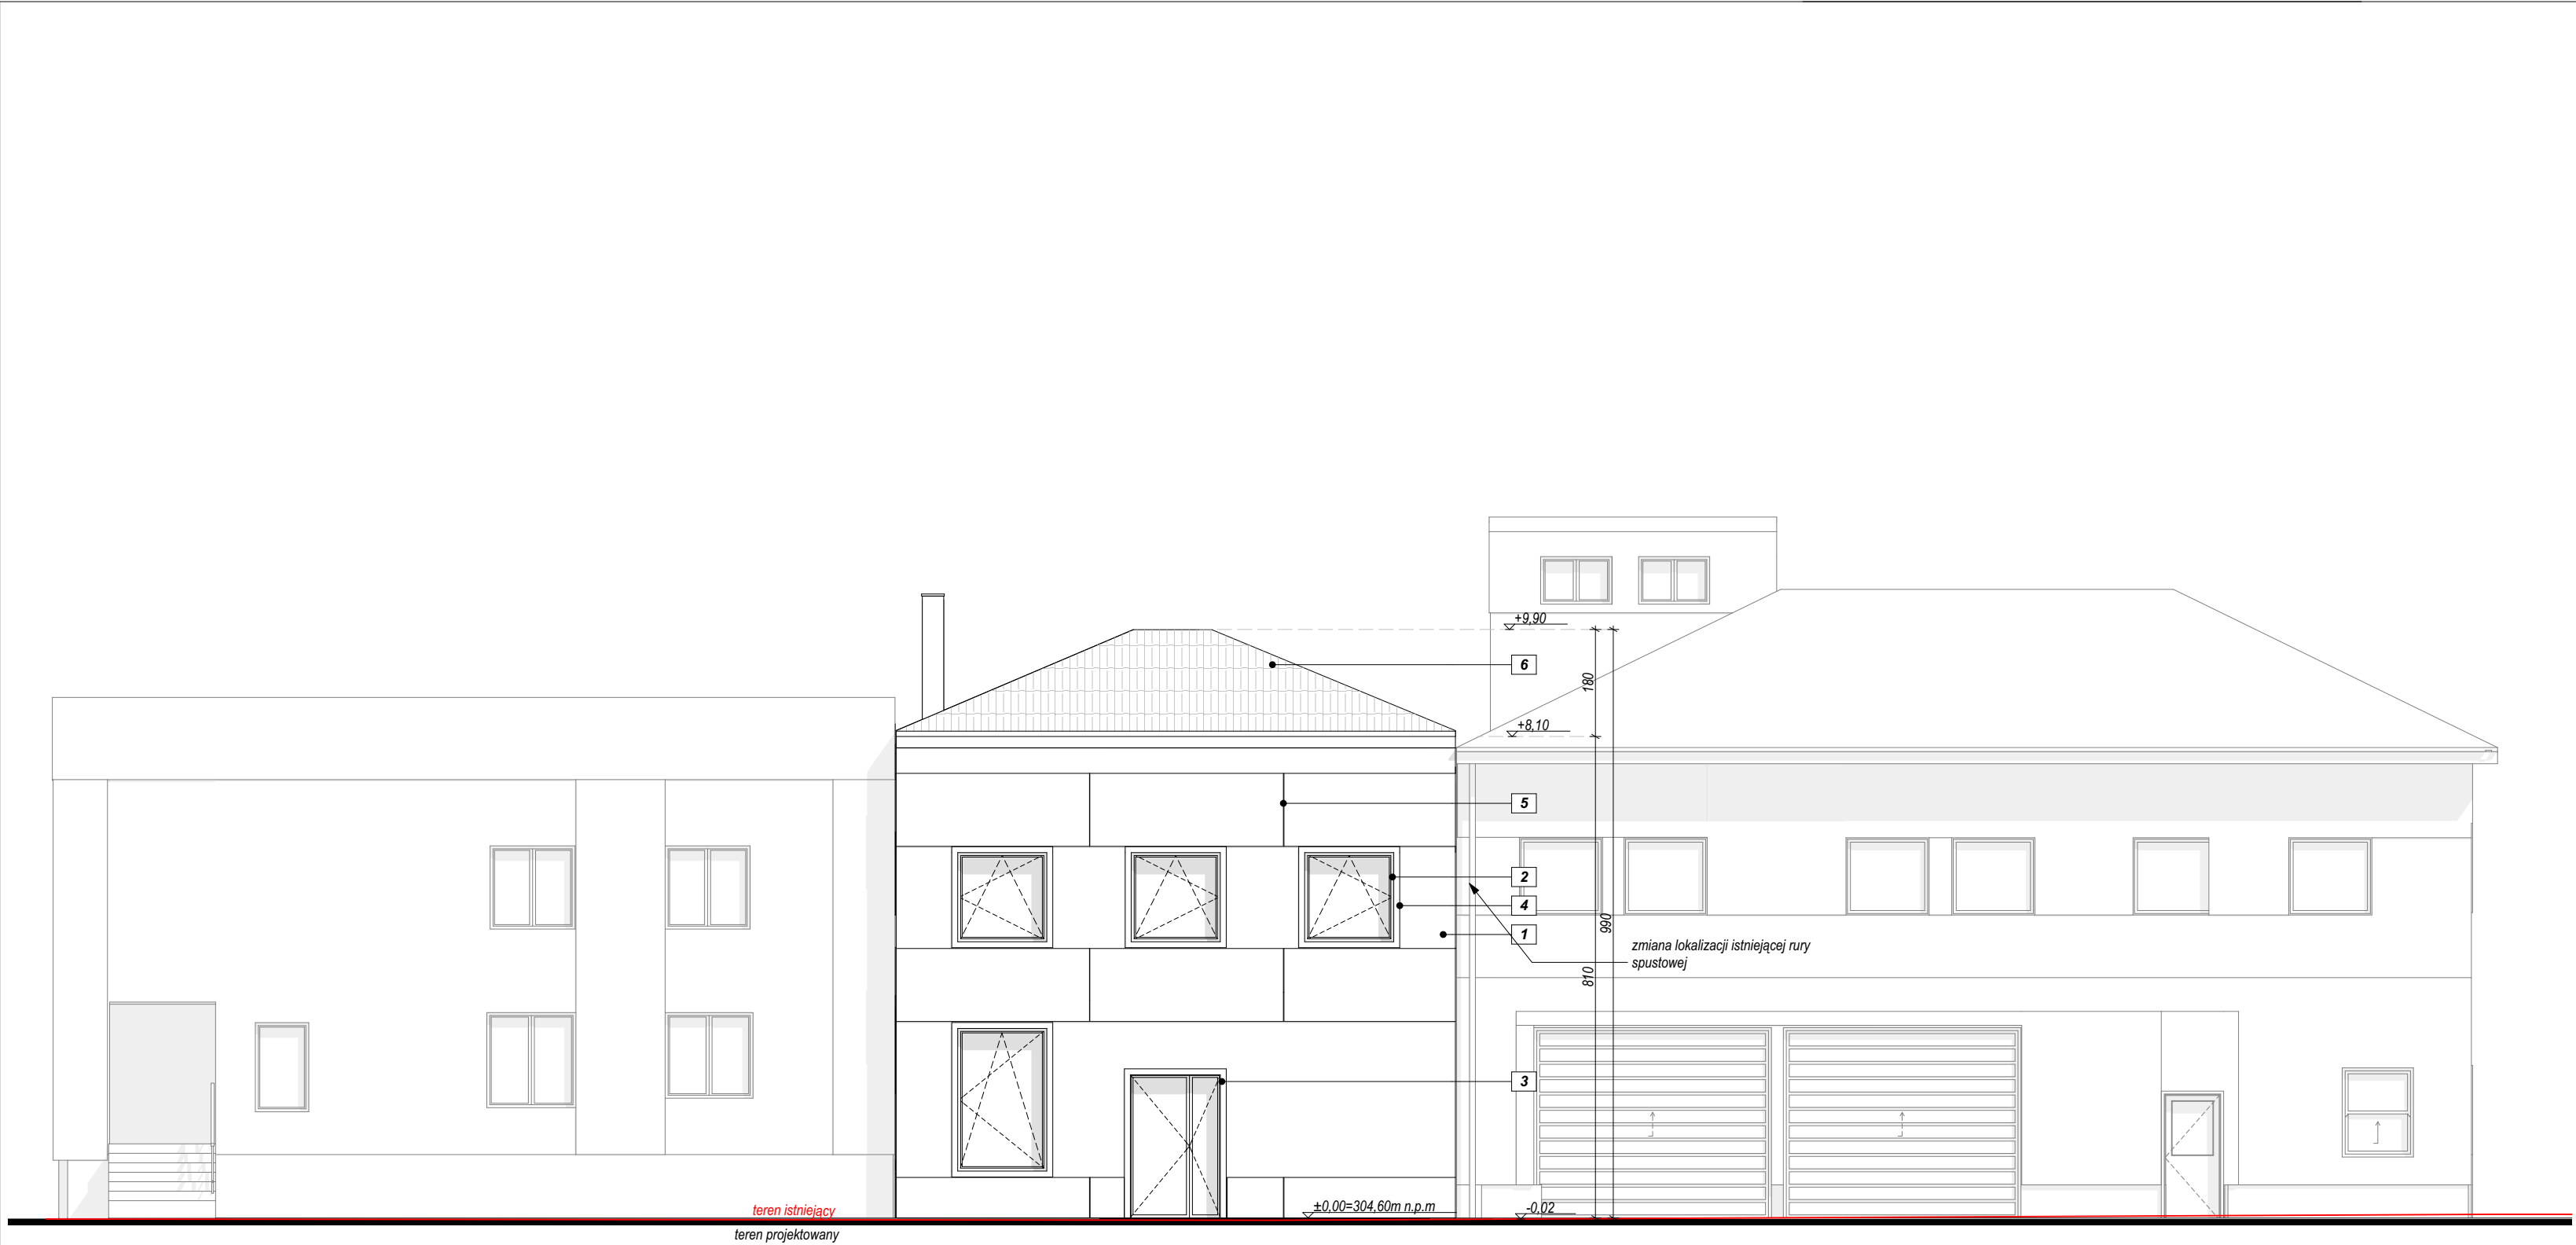 +9,90
6
180
+8,10
5
2
4
990
1
zmiana lokalizacji istniejącej rury
spustowej
810
3
teren istniejący
±0,00=304,60m n.p.m
-0,02
teren projektowany